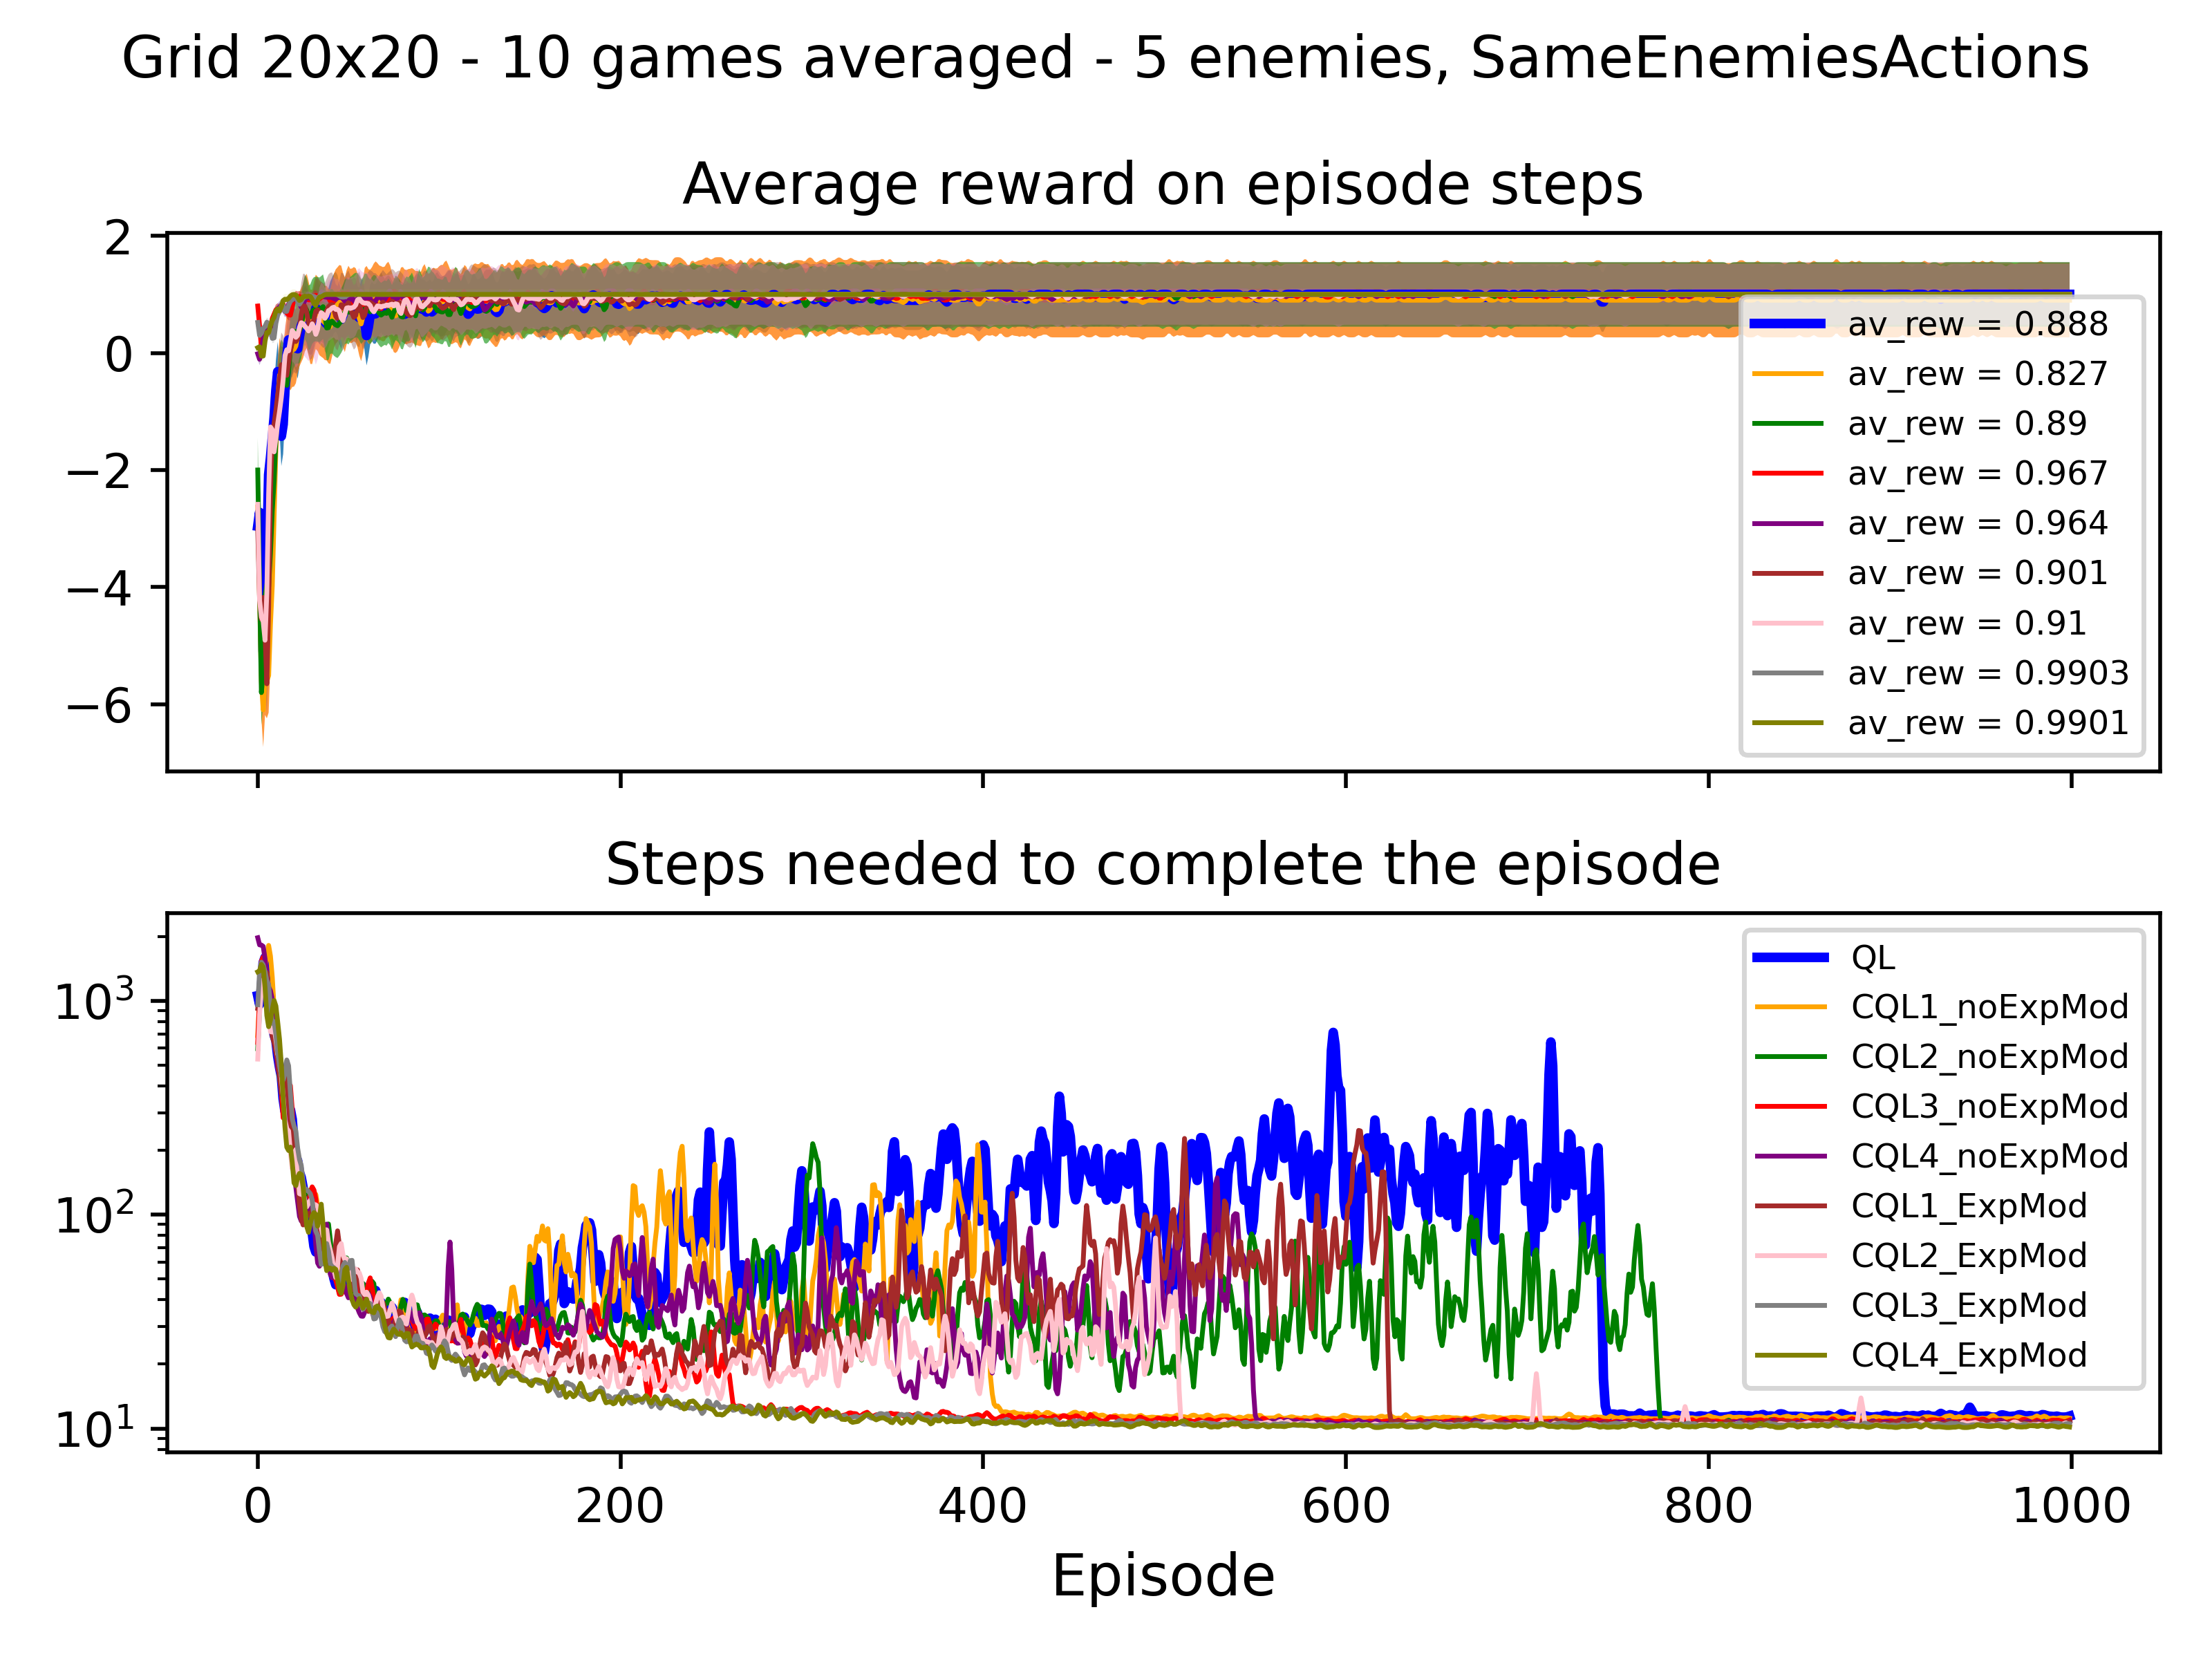 Grid 20x20 - 10 games averaged - 5 enemies, SameEnemiesActions
Average reward on episode steps
2
0
−2
−4
−6
av_rew = 0.888
av_rew = 0.827
av_rew = 0.89
av_rew = 0.967
av_rew = 0.964
av_rew = 0.901
av_rew = 0.91
av_rew = 0.9903
av_rew = 0.9901
Steps needed to complete the episode
10³
10²
10¹
QL
CQL1_noExpMod
CQL2_noExpMod
CQL3_noExpMod
CQL4_noExpMod
CQL1_ExpMod
CQL2_ExpMod
CQL3_ExpMod
CQL4_ExpMod
0 200 400 600 800 1000
Episode